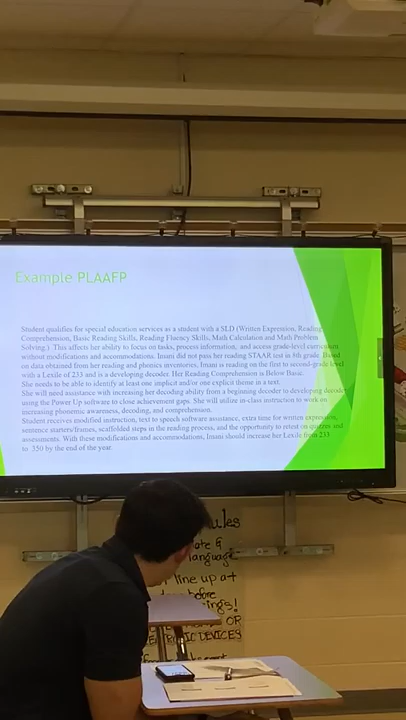 Example PLAAFP
Student qualifies for special education services as a student with a SLD (Written Expression, Reading
Comprehension, Basic Reading Skills, Reading Fluency Skills, Math Calculation and Math Problem
Solving.) This affects her ability to focus on tasks, process information, and access grade-level curriculum
without modifications and accommodations. Imani did not pass her reading STAAR test in 6th grade. Based
on data obtained from her reading and phonics inventories, Imani is reading on the first to second-grade level
with a Lexile of 233 and is a developing decoder. Her Reading Comprehension is Below Basic.
She needs to be able to identify at least one implicit and/or one explicit theme in a text.
She will need assistance with increasing her decoding ability from a beginning decoder to developing decoder
using the Power Up software to close achievement gaps. She will utilize in-class instruction to work on
increasing phonemic awareness, decoding, and comprehension.
Student receives modified instruction, text to speech software assistance, extra time for written expression,
sentence starters/frames, scaffolded steps in the reading process, and the opportunity to retest on quizzes and
assessments. With these modifications and accommodations, Imani should increase her Lexile from 233
to 350 by the end of the year.
&
language
line up at
before
OR
DEVICES